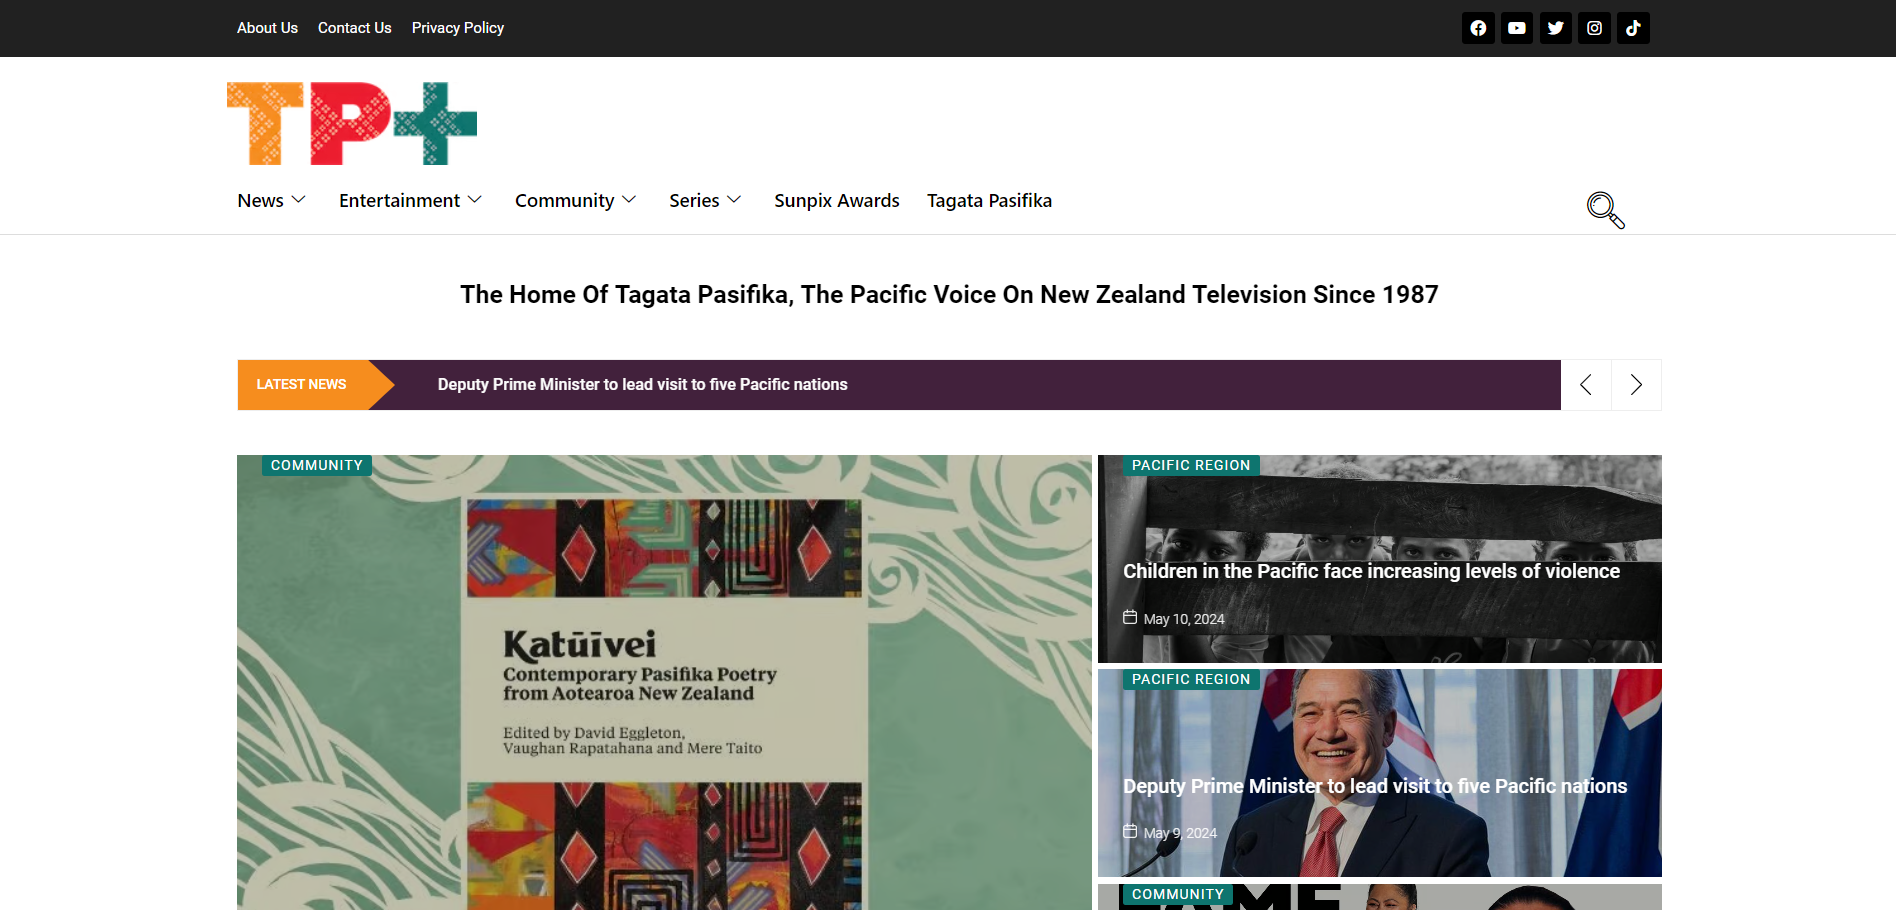 About Us Contact Us Privacy Policy
TP+
News Entertainment Community Series Sunpix Awards Tagata Pasifika
The Home Of Tagata Pasifika, The Pacific Voice On New Zealand Television Since 1987
LATEST NEWS Deputy Prime Minister to lead visit to five Pacific nations
COMMUNITY
Katūīvei
Contemporary Pasifika Poetry
from Aotearoa New Zealand
Edited by David Eggleton,
Vaughan Rapatahana and Mere Taito
PACIFIC REGION
Children in the Pacific face increasing levels of violence
May 10, 2024
PACIFIC REGION
Deputy Prime Minister to lead visit to five Pacific nations
May 9, 2024
COMMUNITY